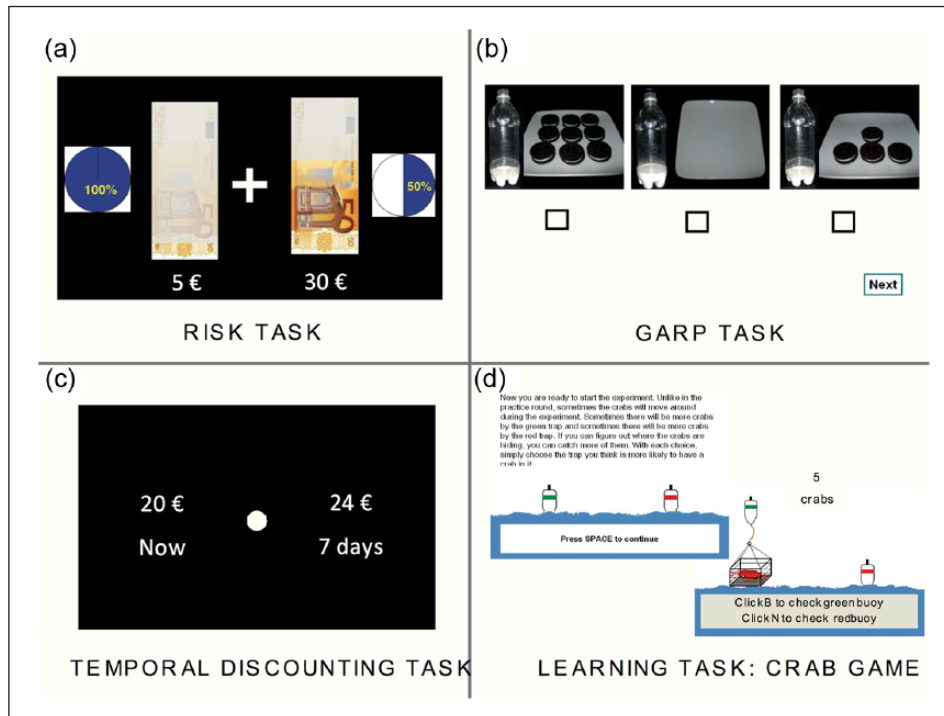 (a)
100%
50%
5 €
30 €
RISK TASK
(b)
Next
GARP TASK
(c)
20 €
24 €
Now
7 days
TEMPORAL DISCOUNTING TASK
(d)
Now you are ready to start the experiment. Unlike in the
practice round, sometimes the crabs will move around
during the experiment. Sometimes there will be more crabs
by the green trap and sometimes there will be more crabs
by the red trap. If you can figure out where the crabs are
hiding, you can catch more of them. With each choice,
simply choose the trap you think is more likely to have a
crab in it
5
crabs
Press SPACE to continue
Click B to check green buoy
Click N to check redbuoy
LEARNING TASK: CRAB GAME